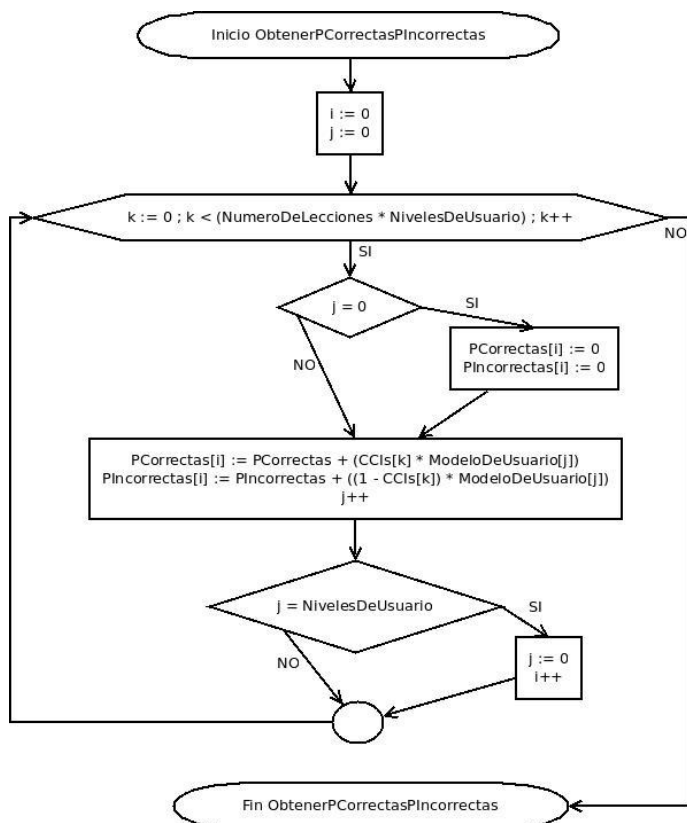 Inicio ObtenerPCorrectasPIncorrectas
i := 0
j := 0
k := 0 ; k < (NumeroDeLecciones * NivelesDeUsuario) ; k++
NO
SI
j = 0
SI
PCorrectas[i] := 0
PIncorrectas[i] := 0
NO
PCorrectas[i] := PCorrectas + (CCIs[k] * ModeloDeUsuario[j])
PIncorrectas[i] := PIncorrectas + ((1 - CCIs[k]) * ModeloDeUsuario[j])
j++
j = NivelesDeUsuario
SI
j := 0
i++
NO
Fin ObtenerPCorrectasPIncorrectas